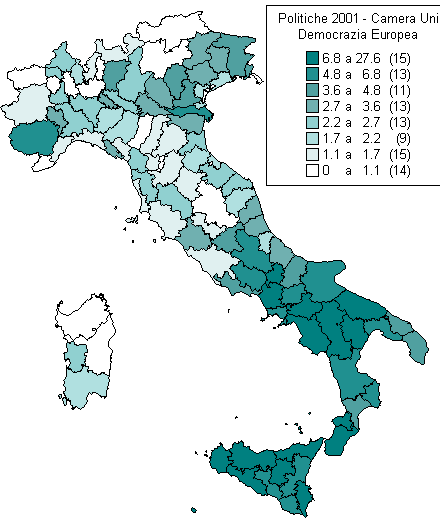 Politiche 2001 - Camera Uni
Democrazia Europea
6.8 a 27.6 (15)
4.8 a 6.8 (13)
3.6 a 4.8 (11)
2.7 a 3.6 (13)
2.2 a 2.7 (13)
1.7 a 2.2 (9)
1.1 a 1.7 (15)
0 a 1.1 (14)